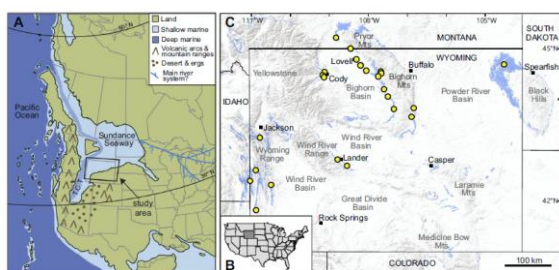 A
Land
Shallow marine
Deep marine
Volcanic arcs &
mountain ranges
Desert & ergs
Main river
system?
Pacific
Ocean
Sundance
Seaway
study
area
C
111°W
108°W
105°W
MONTANA
SOUTH
DAKOTA
Pryor
Mts
45°N
WYOMING
Lovell
Yellowstone
Cody
Bighorn
Basin
Bighorn
Mts
Buffalo
Powder River
Basin
Spearfish
Black
Hills
IDAHO
Jackson
Wyoming
Range
Wind River
Range
Wind River
Basin
Lander
Casper
Wind River
Basin
Laramie
Mts
42°N
Great Divide
Basin
Rock Springs
Medicine Bow
Mts
B
COLORADO
100 km